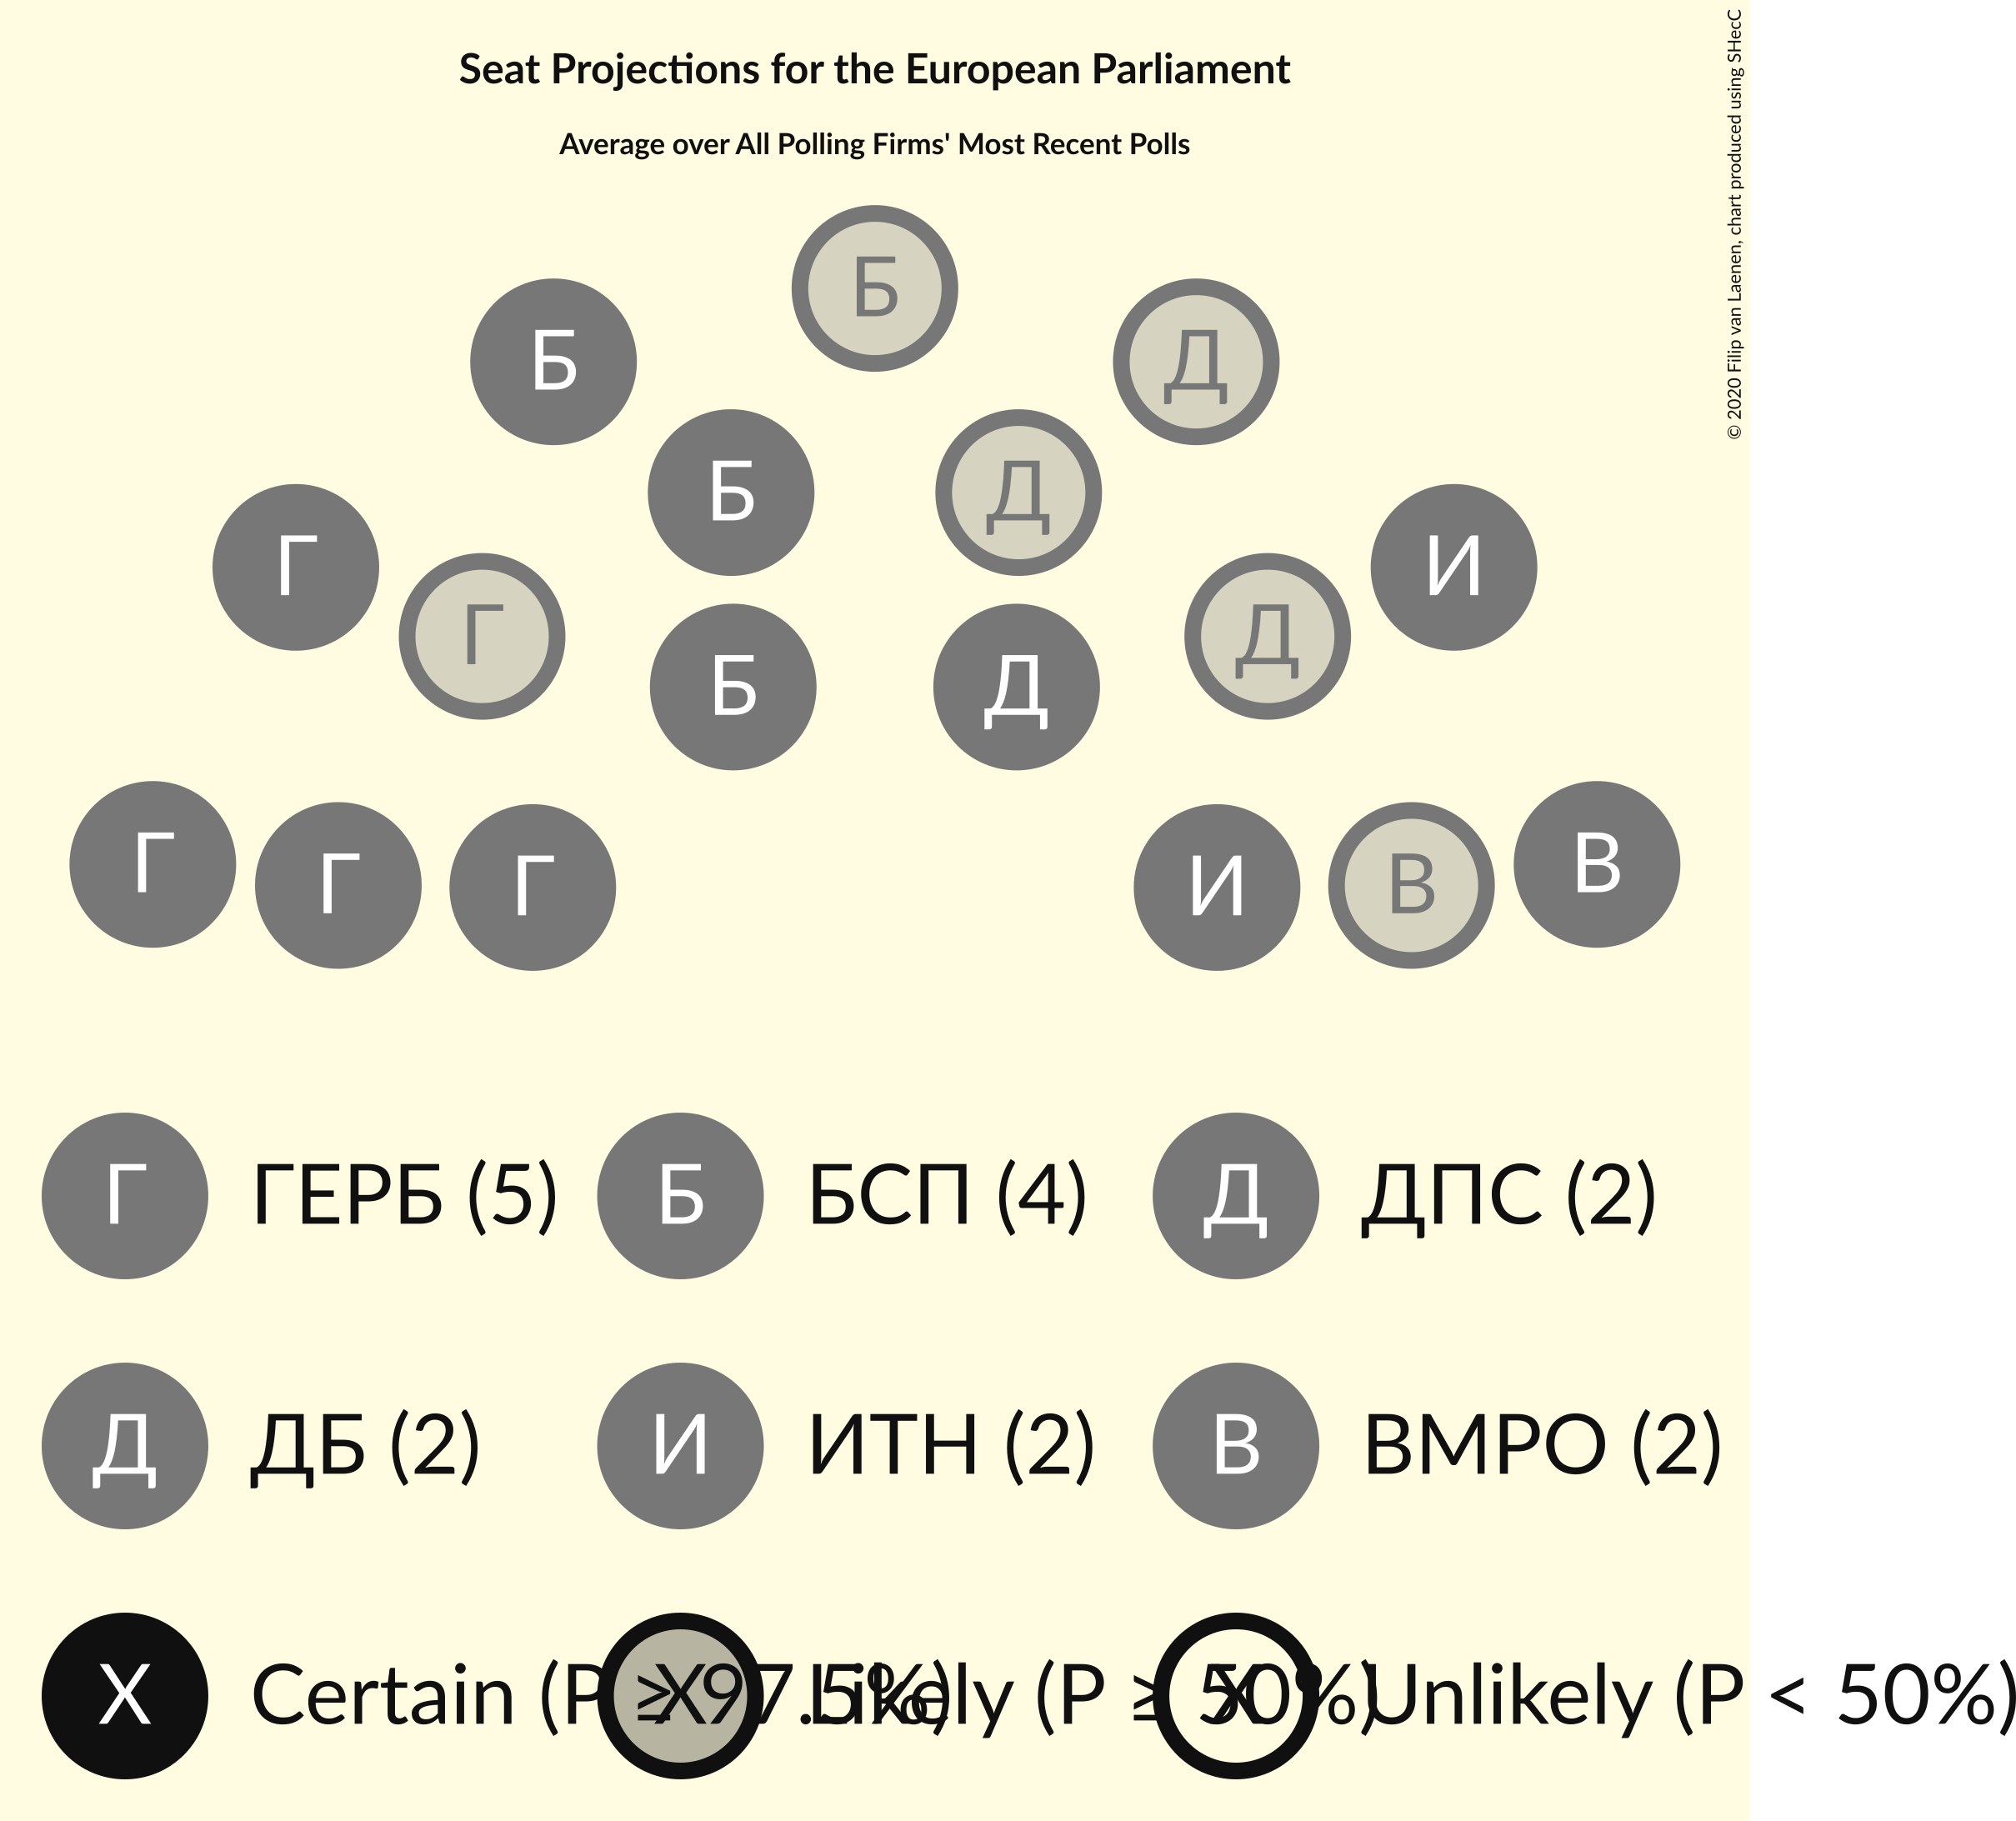 Seat Projections for the European Parliament
Average over All Polling Firms' Most Recent Polls
© 2020 Filip van Laenen, chart produced using SHecC
Б
Б Д
Б Д
Г И
Г Д
Б Д
Г В
Г В
Г И
Г ГЕРБ (5) Б БСП (4) Д ДПС (2)
Д ДБ (2) И ИТН (2) В ВМРО (2)
X Certain (P ≥ 97.5%) X Likely (P ≥ 50%) X Unlikely (P < 50%)